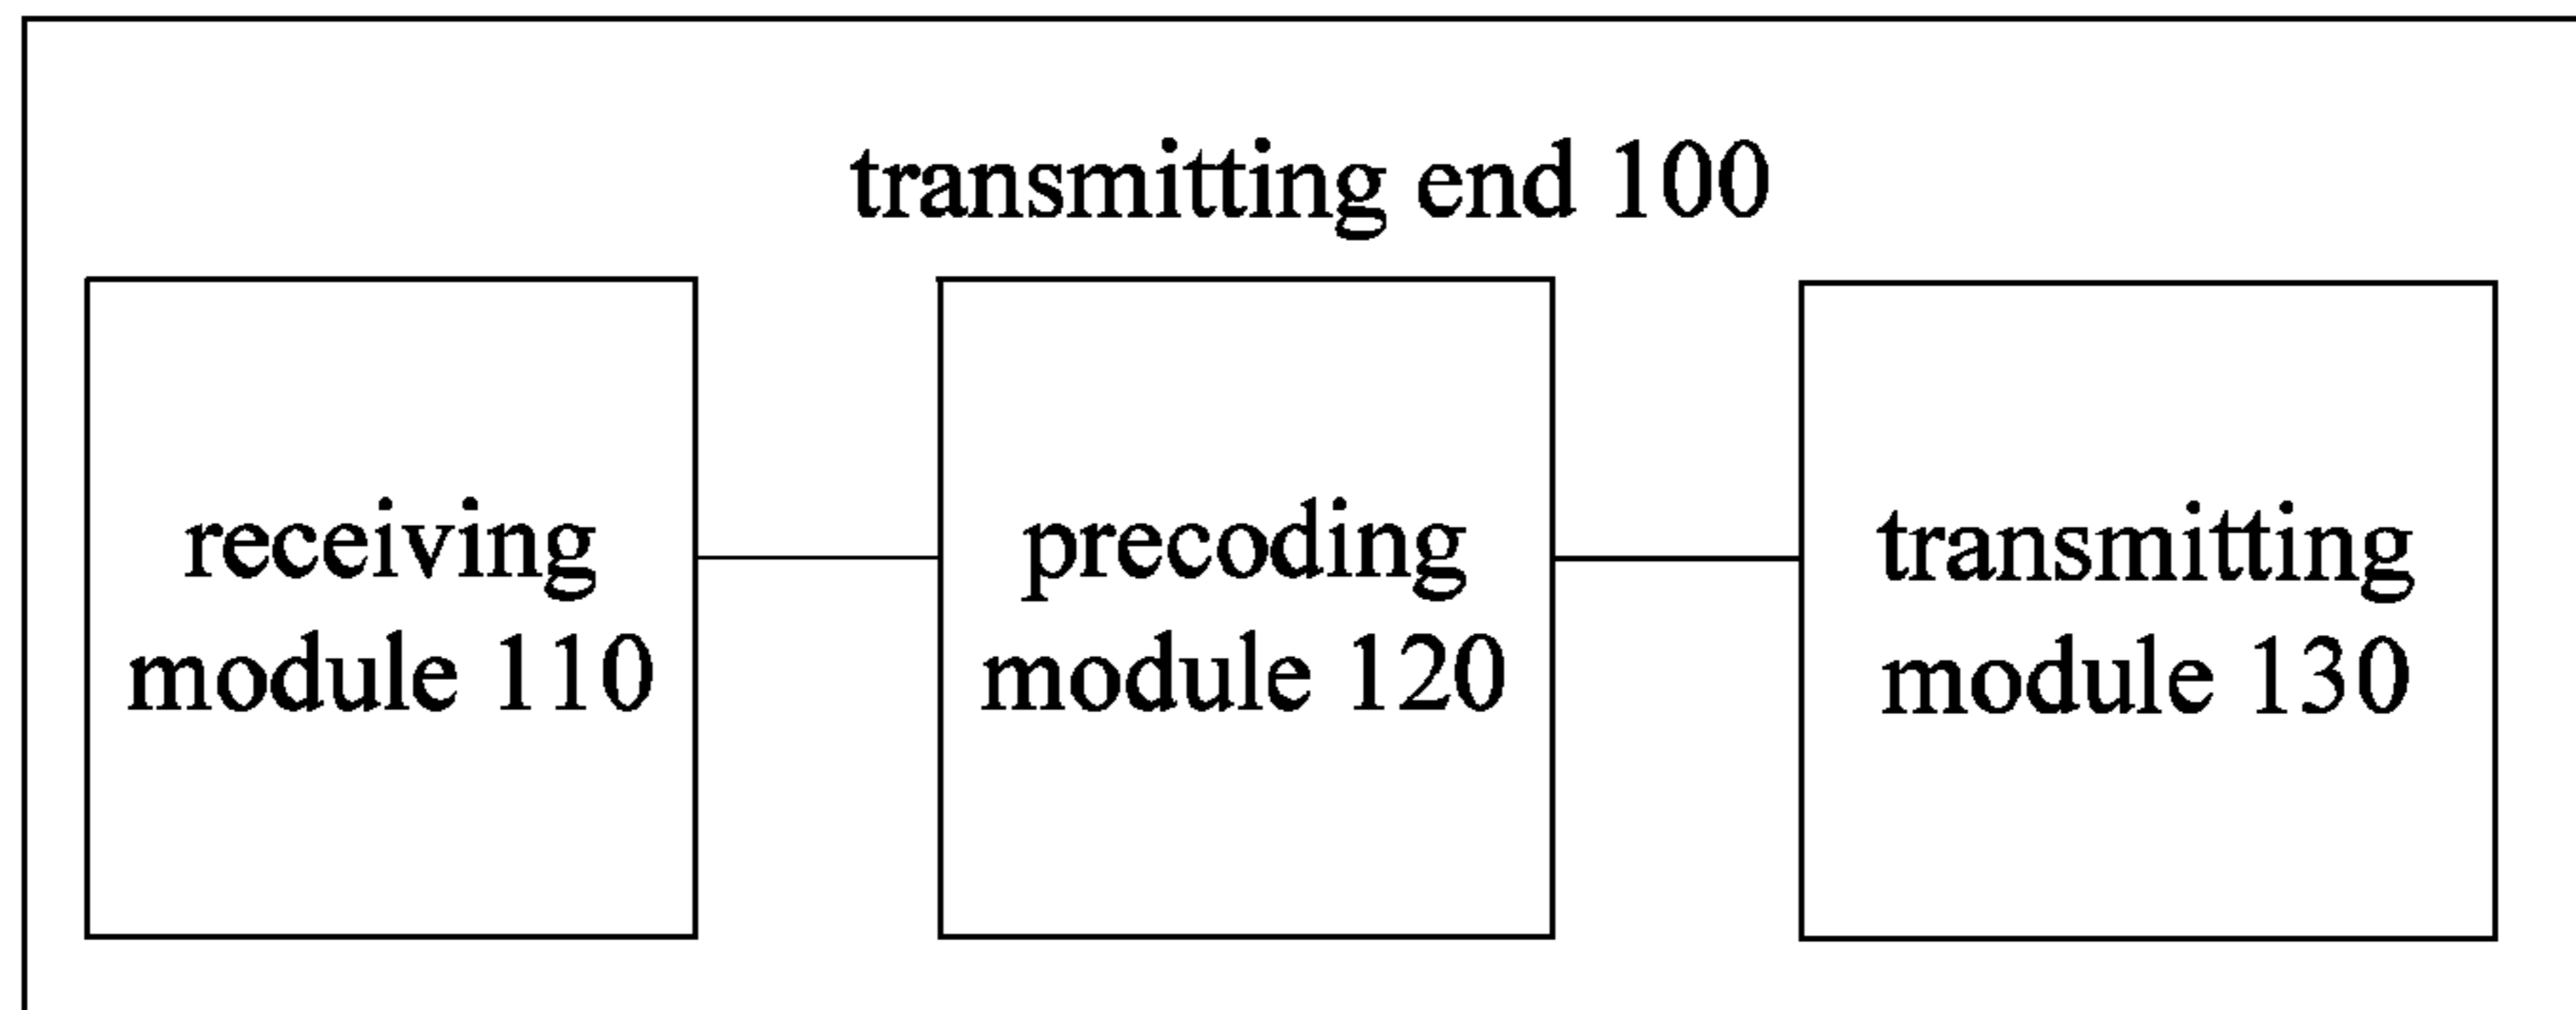 transmitting end 100
receiving
module 110
precoding
module 120
transmitting
module 130